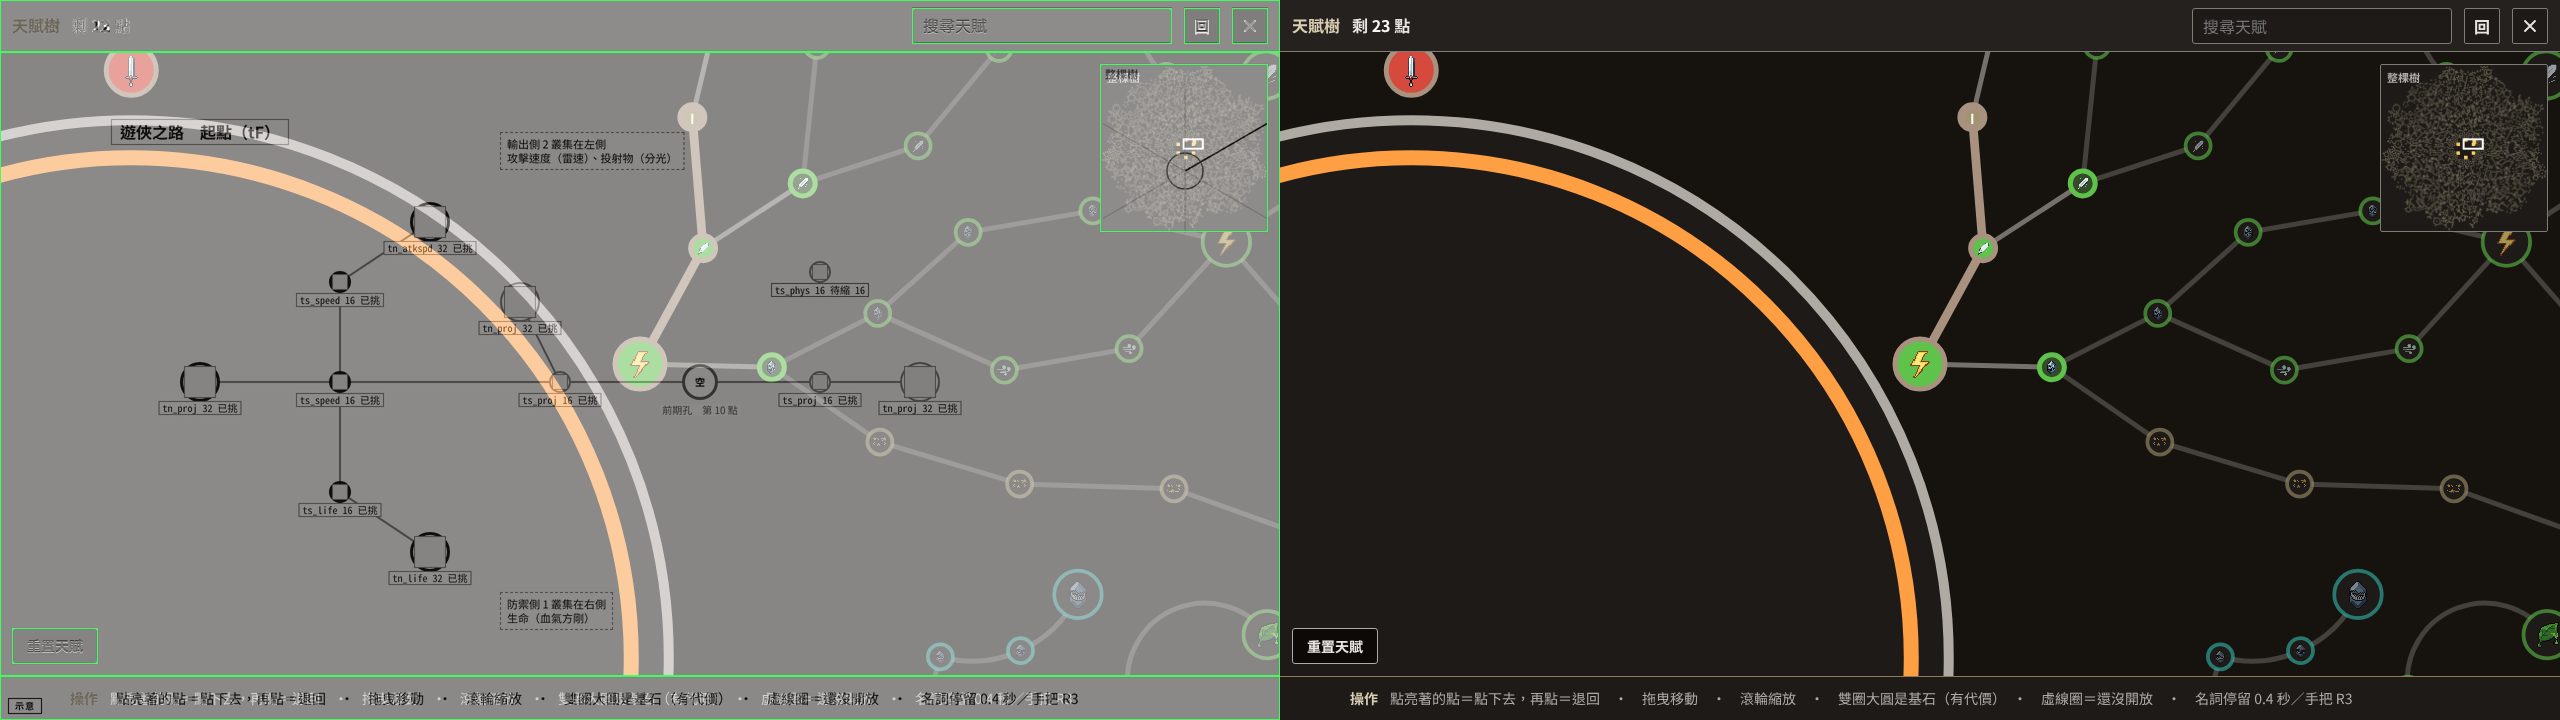 天賦樹
搜尋天賦
回
整棵樹
遊俠之路 起點（tF）
輸出側 2 叢集在左側
攻擊速度（雷速）、投射物（分光）
tn_atkspd 32 已挑
ts_speed 16 已挑
tn_proj 32 已挑
ts_phys 16 待縮 16
tn_proj 32 已挑
ts_speed 16 已挑
ts_proj 16 已挑
空
前期孔 第 10 點
ts_proj 16 已挑
tn_proj 32 已挑
ts_life 16 已挑
tn_life 32 已挑
防禦側 1 叢集在右側
生命（血氣方剛）
重置天賦
示意
操作 點亮著的點＝點下去，再點＝退回 · 拖曳移動 · 滾輪縮放 · 雙圈大圓是基石（有代價） · 虛線圈＝還沒開放 · 名詞停留 0.4 秒／手把 R3
天賦樹 剩 23 點
搜尋天賦
回
整棵樹
重置天賦
操作 點亮著的點＝點下去，再點＝退回 · 拖曳移動 · 滾輪縮放 · 雙圈大圓是基石（有代價） · 虛線圈＝還沒開放 · 名詞停留 0.4 秒／手把 R3